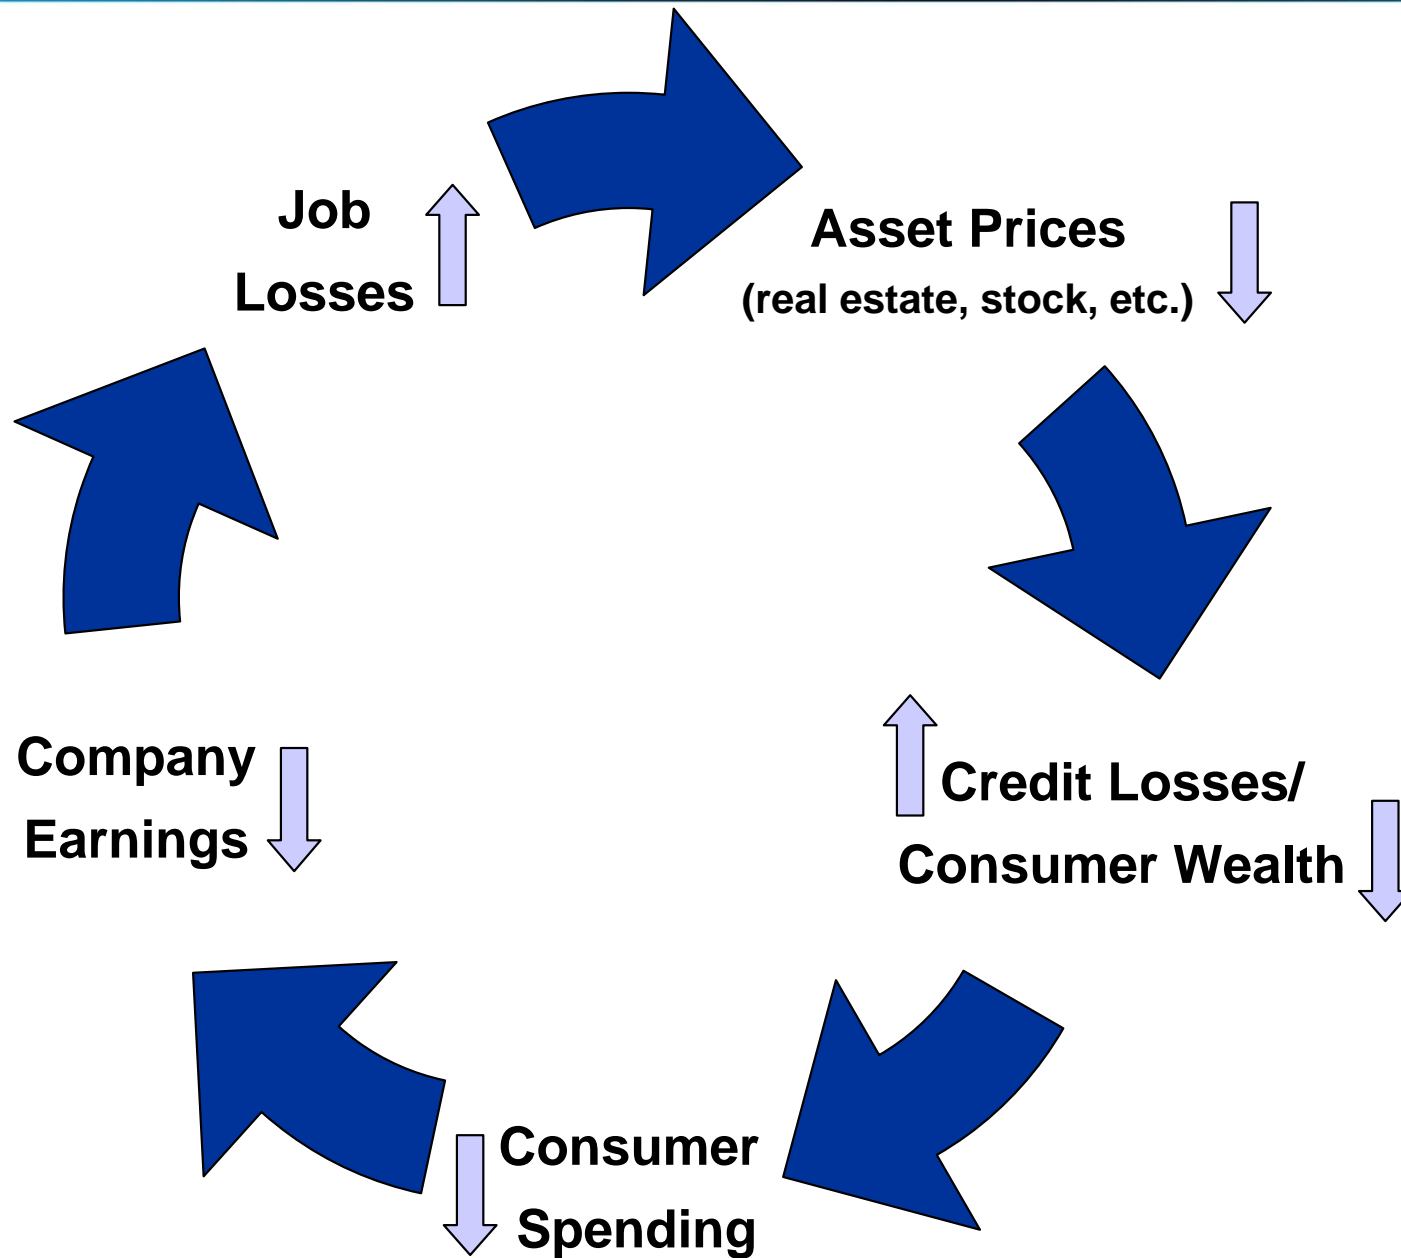 Job
Losses
Asset Prices
(real estate, stock, etc.)
Credit Losses/
Consumer Wealth
Consumer
Spending
Company
Earnings